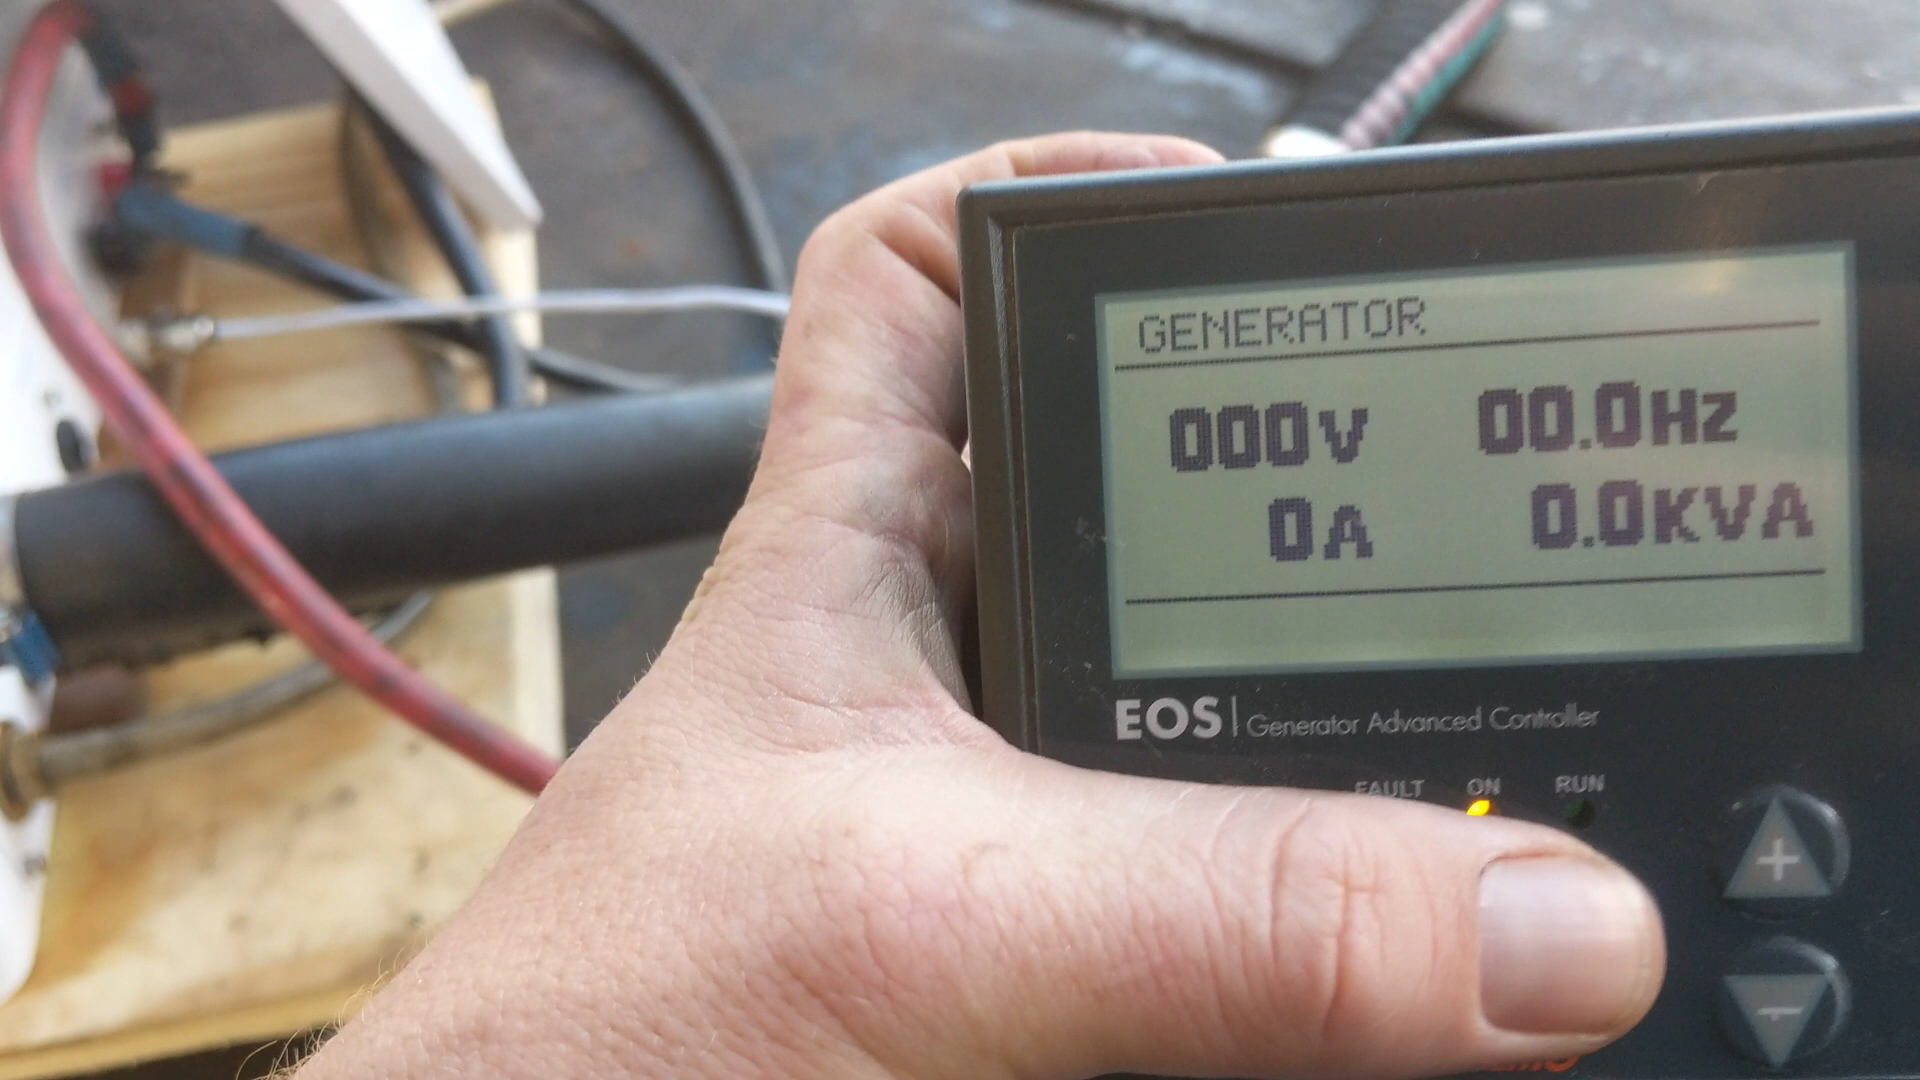 GENERATOR
000V 00.0Hz
0A 0.0KVA
EOS | Generator Advanced Controller
FAULT ON RUN
+
-